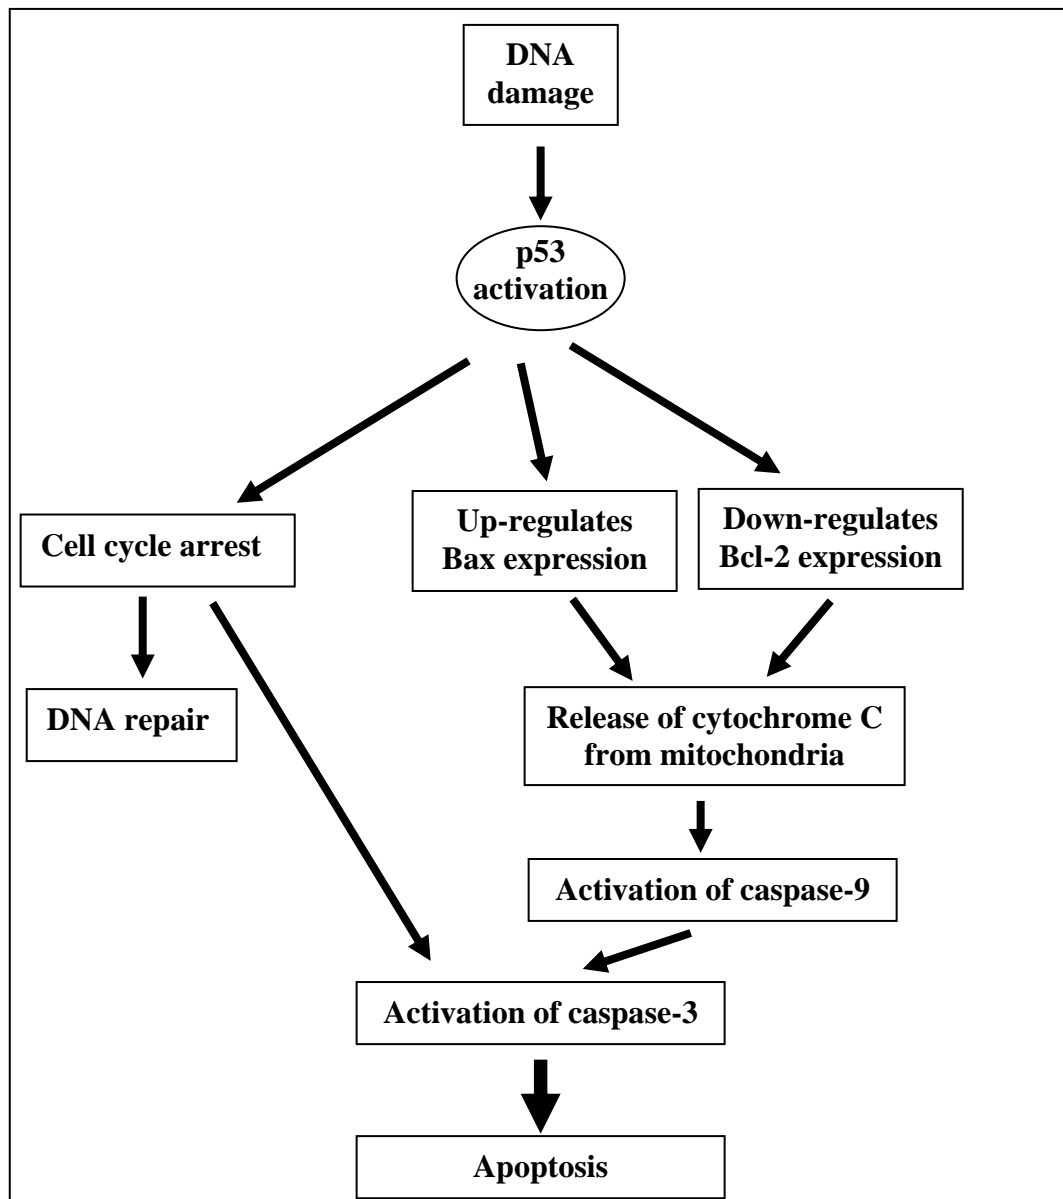 DNA
damage
p53
activation
Cell cycle arrest
Up-regulates
Bax expression
Down-regulates
Bcl-2 expression
DNA repair
Release of cytochrome C
from mitochondria
Activation of caspase-9
Activation of caspase-3
Apoptosis